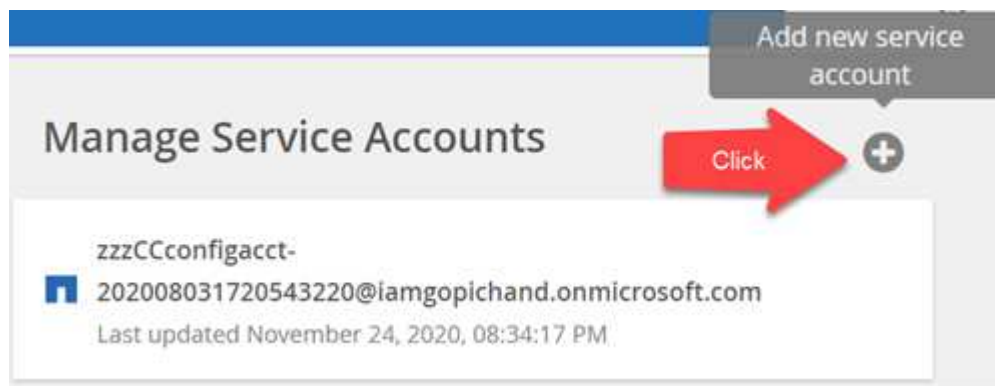 Add new service
account
Manage Service Accounts
Click
zzzCCconfigacct-
202008031720543220@iamgopichand.onmicrosoft.com
Last updated November 24, 2020, 08:34:17 PM